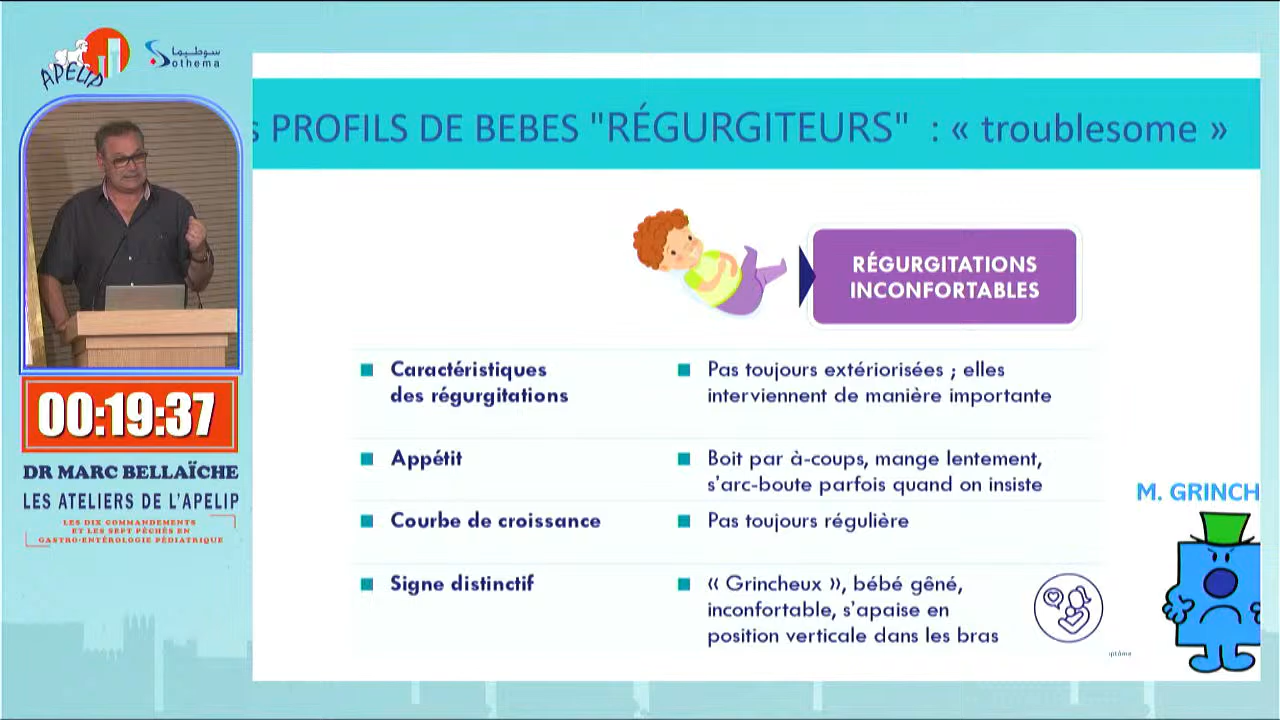 APELIP
سوطيما
Sothema
s PROFILS DE BEBES "RÉGURGITEURS" : « troublesome »
RÉGURGITATIONS
INCONFORTABLES
Caractéristiques
des régurgitations
Pas toujours extériorisées ; elles
interviennent de manière importante
Appétit
Boit par à-coups, mange lentement,
s'arc-boute parfois quand on insiste
Courbe de croissance
Pas toujours régulière
Signe distinctif
« Grincheux », bébé gêné,
inconfortable, s'apaise en
position verticale dans les bras
M. GRINCH
00:19:37
DR MARC BELLAÏCHE
LES ATELIERS DE L'APELIP
LES DIX COMMANDEMENTS
ET LES SEPT PÉCHÉS EN
GASTRO-ENTÉROLOGIE PÉDIATRIQUE